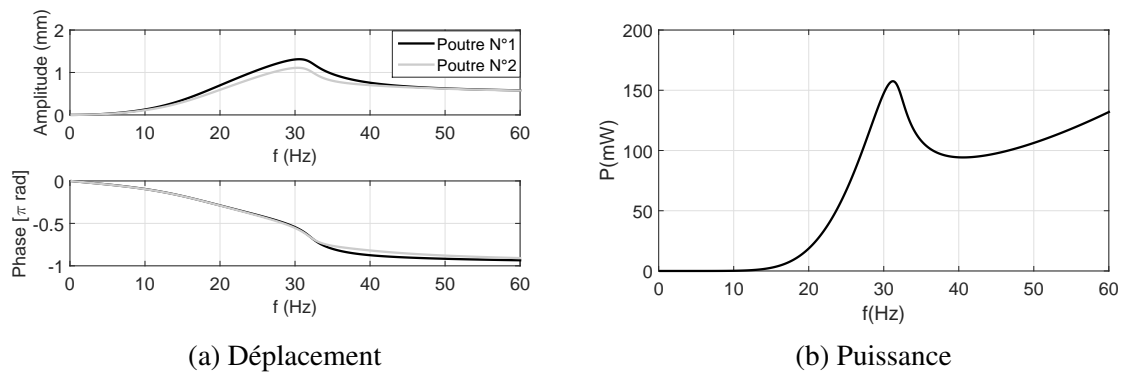 Amplitude (mm)
2
1
0
Poutre N°1
Poutre N°2
0 10 20 30 40 50 60
f (Hz)
Phase [π rad]
0
-0.5
-1
0 10 20 30 40 50 60
f (Hz)
(a) Déplacement
P(mW)
200
150
100
50
0
0 10 20 30 40 50 60
f(Hz)
(b) Puissance